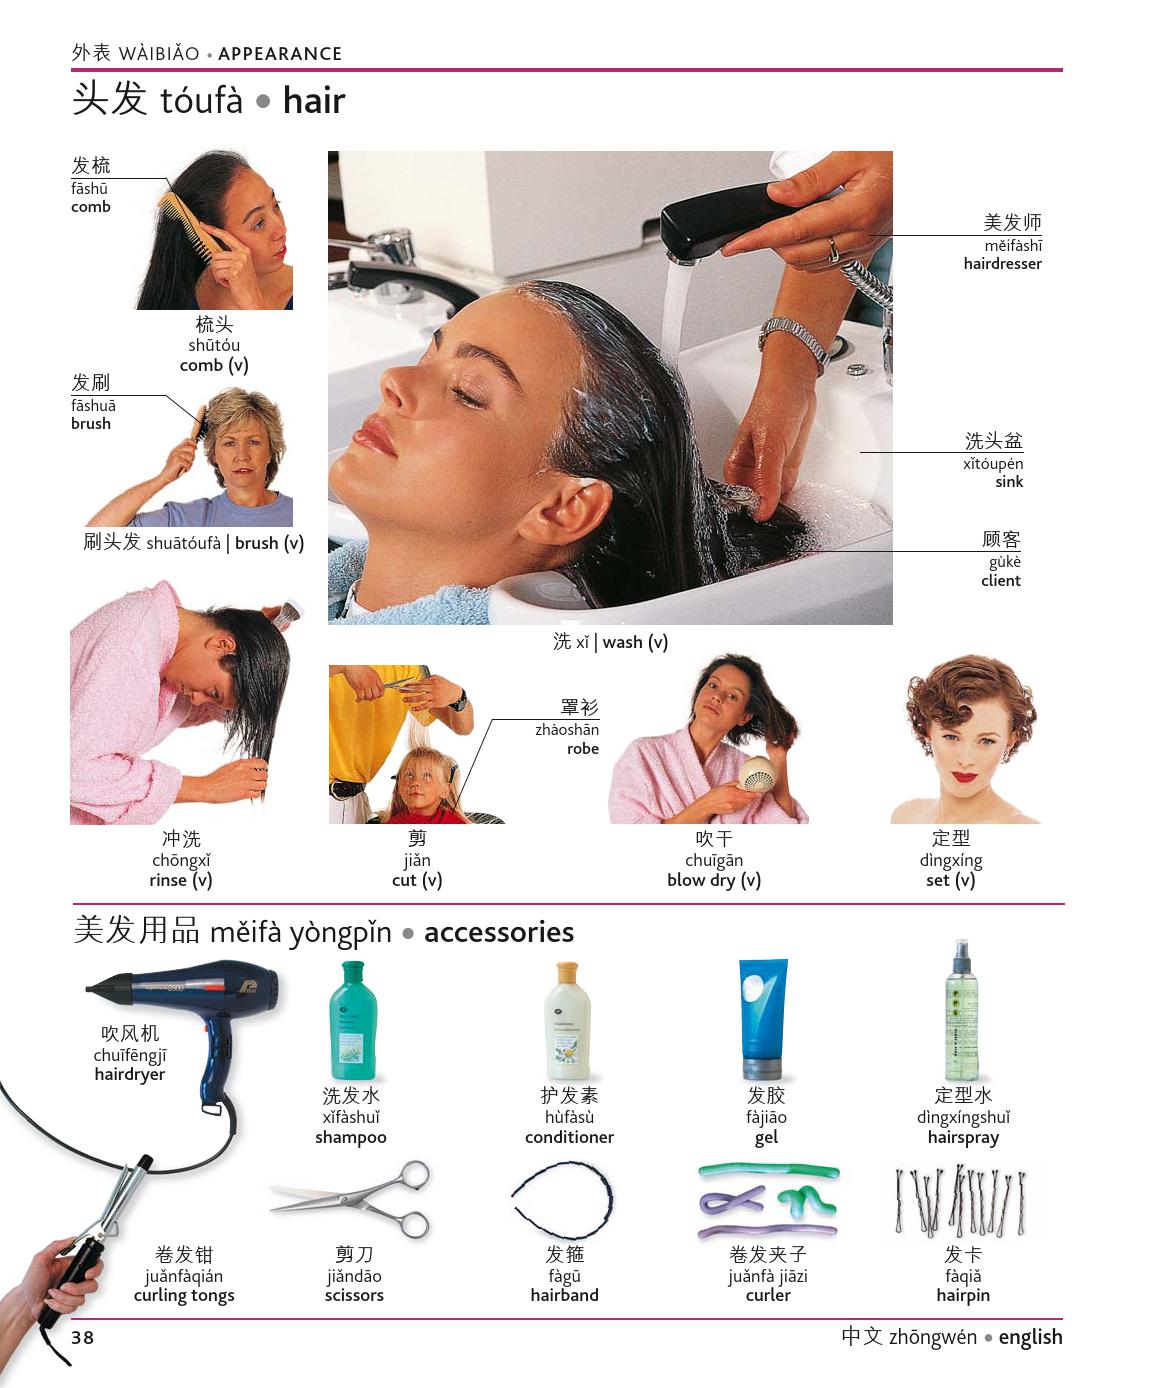 外表 WÀIBIǍO • APPEARANCE
头发 tóufà • hair
发梳
fāshū
comb
梳头
shūtóu
comb (v)
发刷
fāshuā
brush
刷头发 shuātóufà | brush (v)
美发师
měifàshī
hairdresser
洗头盆
xǐtóupén
sink
顾客
gùkè
client
洗 xǐ | wash (v)
罩衫
zhàoshān
robe
冲洗
chōngxǐ
rinse (v)
剪
jiǎn
cut (v)
吹干
chuīgān
blow dry (v)
定型
dìngxíng
set (v)
美发用品 měifà yòngpǐn • accessories
吹风机
chuīfēngjī
hairdryer
洗发水
xǐfàshuǐ
shampoo
护发素
hùfàsù
conditioner
发胶
fàjiāo
gel
定型水
dìngxíngshuǐ
hairspray
卷发钳
juǎnfàqián
curling tongs
剪刀
jiǎndāo
scissors
发箍
fàgū
hairband
卷发夹子
juǎnfà jiāzi
curler
发卡
fàqiǎ
hairpin
38
中文 zhōngwén • english